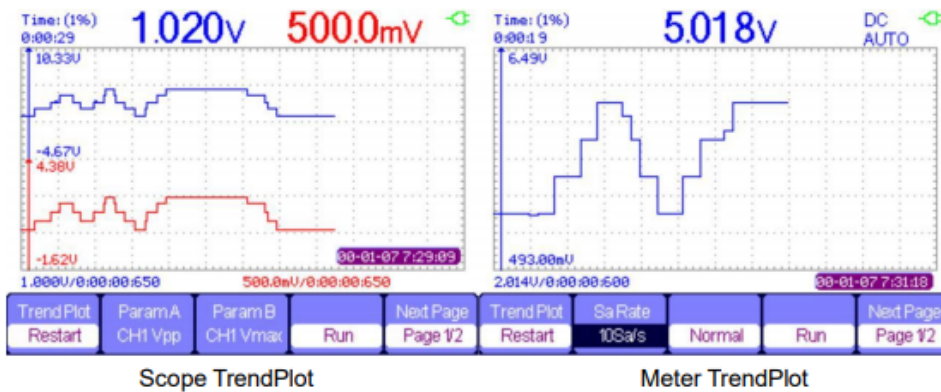 Time:(1%)
0:00:29
1.020V
500.0mV
10.33V
-4.67V
4.38V
-1.62V
00-01-07 7:29:09
1.000V/0:00:00:650
500.0mV/0:00:00:650
Trend Plot
Restart
Param A
CH1 Vpp
Param B
CH1 Vmax
Run
Next Page
Page 1/2
Scope TrendPlot
Time:(1%)
0:00:19
5.018V
DC
AUTO
6.49V
493.00mV
2.014V/0:00:00:600
00-01-07 7:31:18
Trend Plot
Restart
Sa Rate
10Sa/s
Normal
Run
Next Page
Page 1/2
Meter TrendPlot